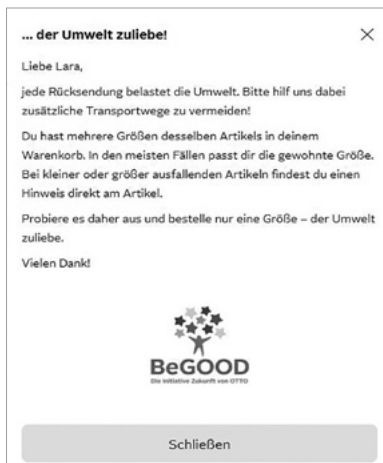 ... der Umwelt zuliebe!
Liebe Lara,
jede Rücksendung belastet die Umwelt. Bitte hilf uns dabei
zusätzliche Transportwege zu vermeiden!
Du hast mehrere Größen desselben Artikels in deinem
Warenkorb. In den meisten Fällen passt dir die gewohnte Größe.
Bei kleiner oder größer ausfallenden Artikeln findest du einen
Hinweis direkt am Artikel.
Probiere es daher aus und bestelle nur eine Größe – der Umwelt
zuliebe.
Vielen Dank!
BeGOOD
Die Initiative Zukunft von OTTO
Schließen